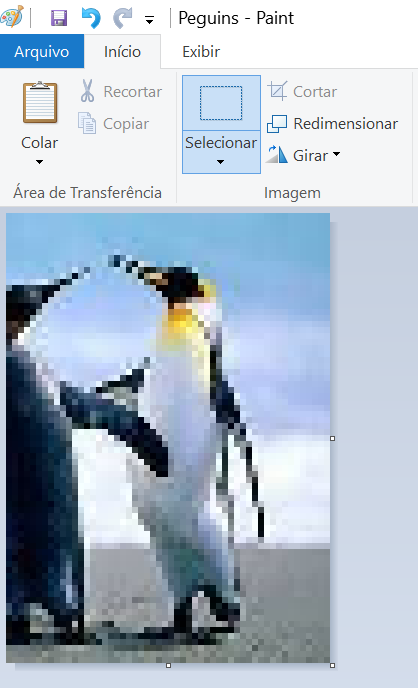 Peguins - Paint
Arquivo Início Exibir
Colar
Recortar
Copiar
Selecionar
Cortar
Redimensionar
Girar
Área de Transferência
Imagem